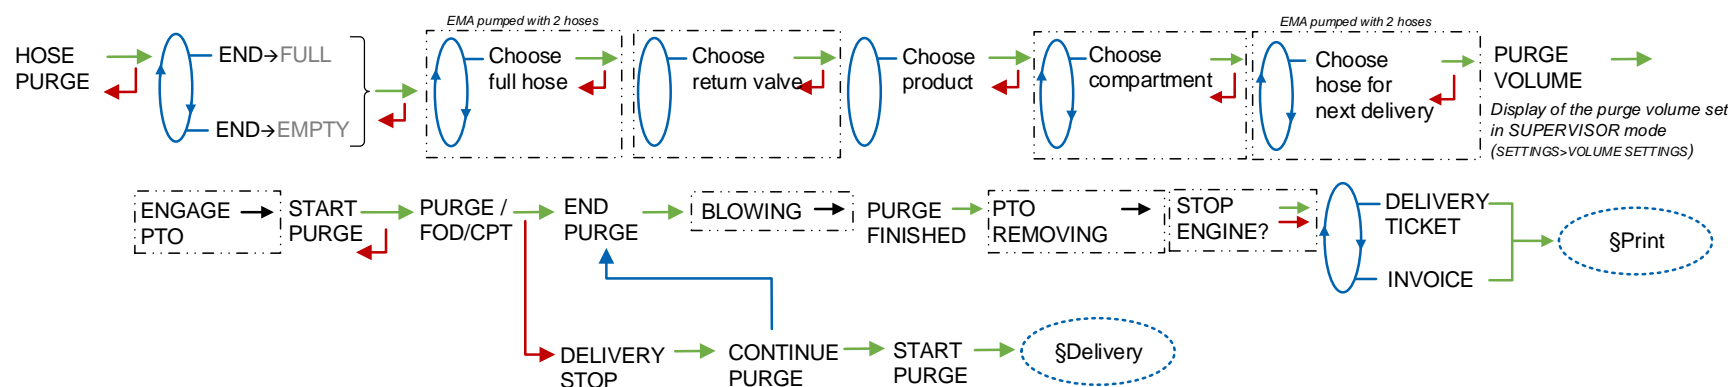 EMA pumped with 2 hoses
EMA pumped with 2 hoses
HOSE
PURGE
END→FULL
END→EMPTY
Choose
full hose
Choose
return valve
Choose
product
Choose
compartment
Choose
hose for
next delivery
PURGE
VOLUME
Display of the purge volume set
in SUPERVISOR mode
(SETTINGS>VOLUME SETTINGS)
ENGAGE
PTO
START
PURGE
PURGE /
FOD/CPT
END
PURGE
BLOWING
PURGE
FINISHED
PTO
REMOVING
STOP
ENGINE?
DELIVERY
TICKET
INVOICE
§Print
DELIVERY
STOP
CONTINUE
PURGE
START
PURGE
§Delivery